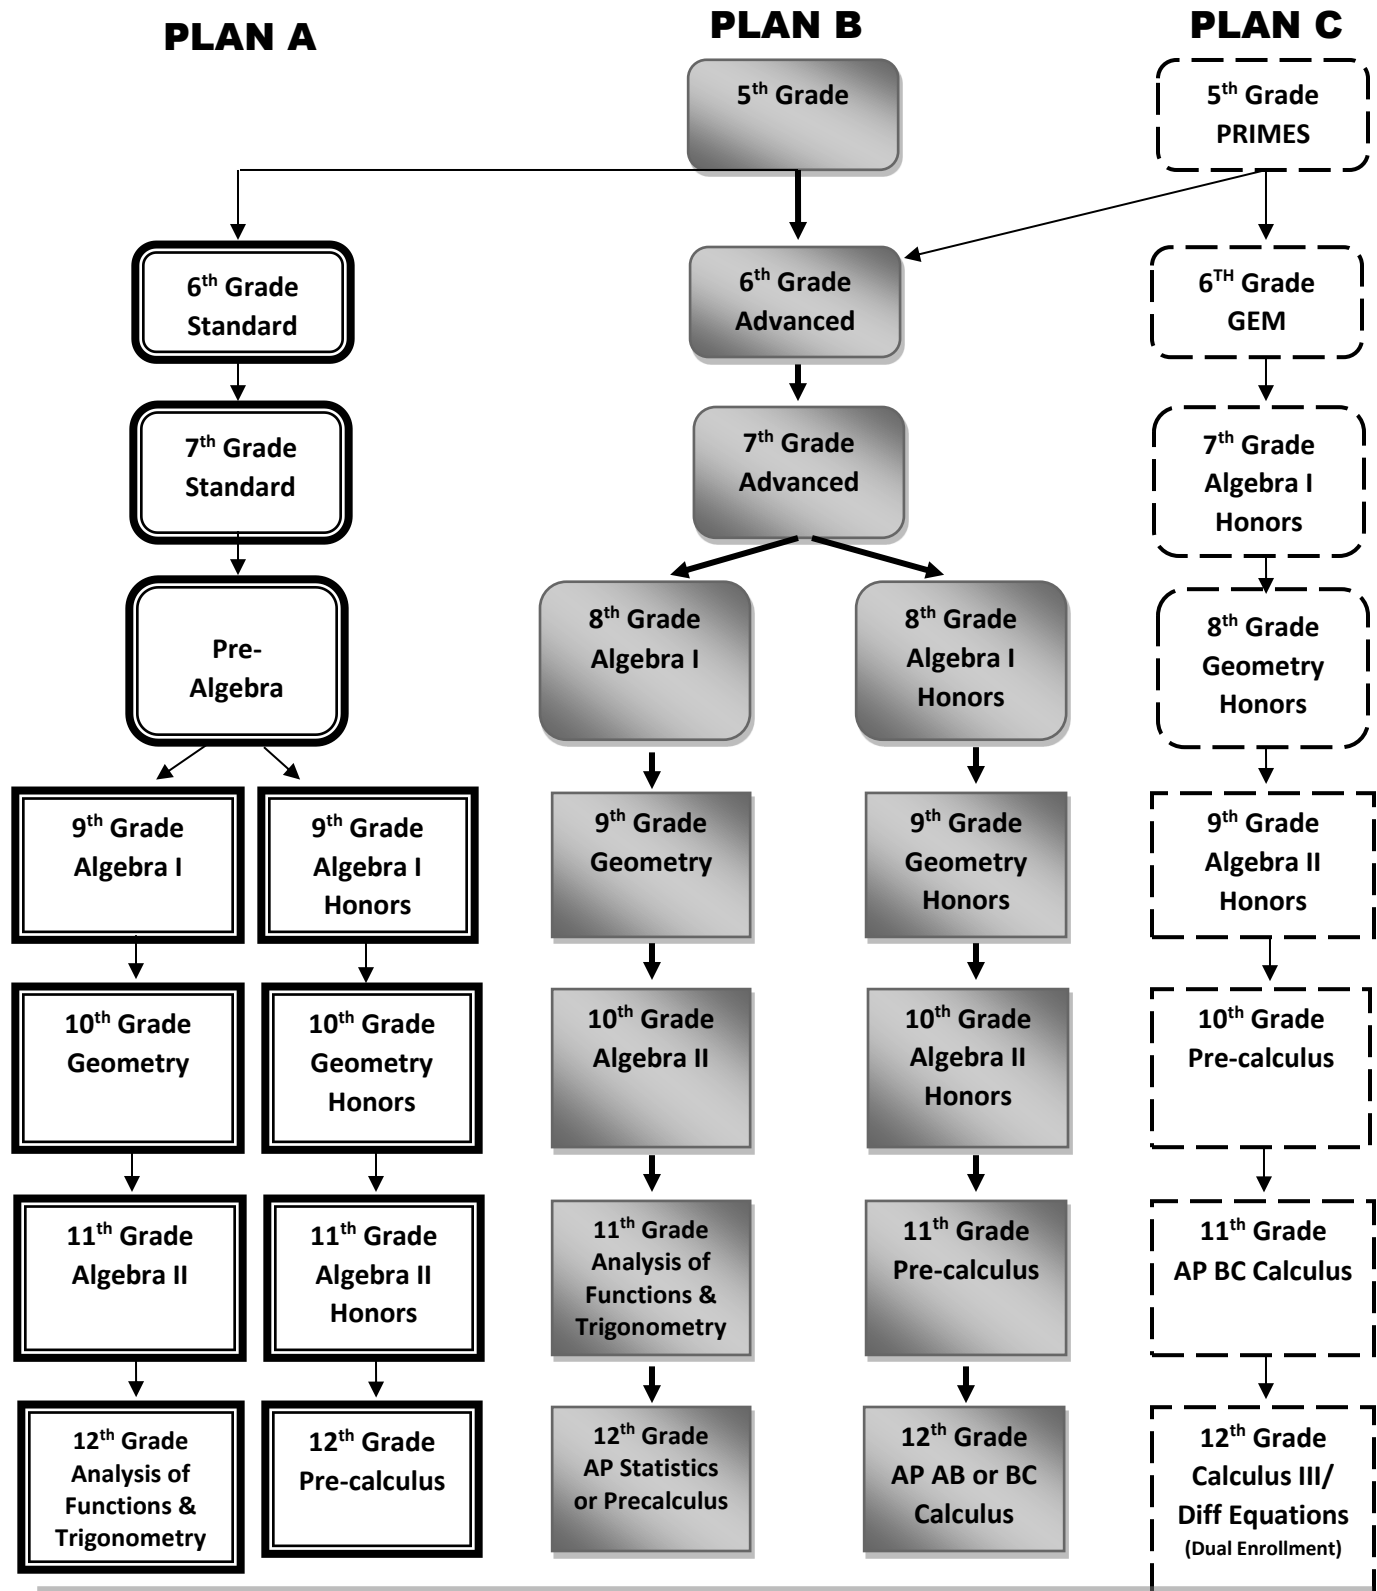 PLAN A
PLAN B
PLAN C
5th Grade
5th Grade
PRIMES
6th Grade
Standard
6th Grade
Advanced
6TH Grade
GEM
7th Grade
Standard
7th Grade
Advanced
7th Grade
Algebra I
Honors
Pre-
Algebra
8th Grade
Algebra I
8th Grade
Algebra I
Honors
8th Grade
Geometry
Honors
9th Grade
Algebra I
9th Grade
Algebra I
Honors
9th Grade
Geometry
9th Grade
Geometry
Honors
9th Grade
Algebra II
Honors
10th Grade
Geometry
10th Grade
Geometry
Honors
10th Grade
Algebra II
10th Grade
Algebra II
Honors
10th Grade
Pre-calculus
11th Grade
Algebra II
11th Grade
Algebra II
Honors
11th Grade
Analysis of
Functions &
Trigonometry
11th Grade
Pre-calculus
11th Grade
AP BC Calculus
12th Grade
Analysis of
Functions &
Trigonometry
12th Grade
Pre-calculus
12th Grade
AP Statistics
or Precalculus
12th Grade
AP AB or BC
Calculus
12th Grade
Calculus III/
Diff Equations
(Dual Enrollment)